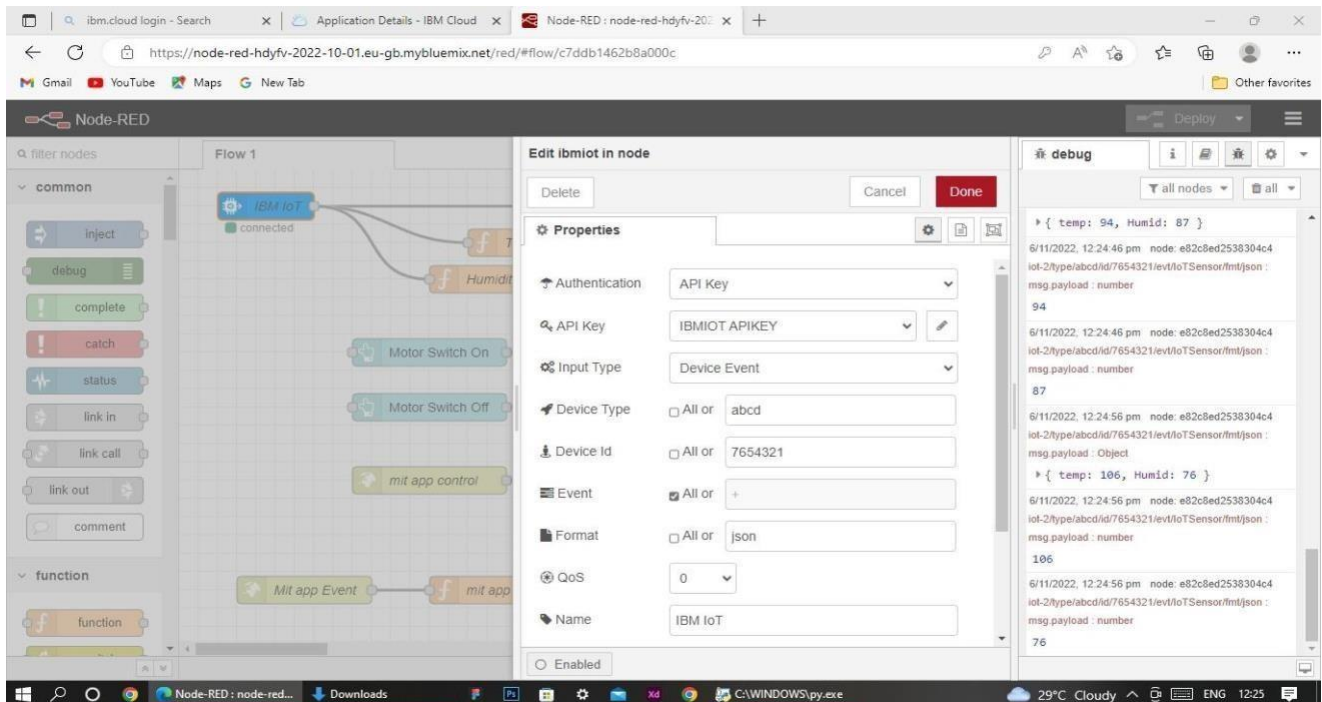 ibm.cloud login - Search
Application Details - IBM Cloud
Node-RED : node-red-hdyfv-202
https://node-red-hdyfv-2022-10-01.eu-gb.mybluemix.net/red/#flow/c7ddb1462b8a000c
Gmail YouTube Maps New Tab Other favorites
Node-RED Deploy
filter nodes
common
inject
debug
complete
catch
status
link in
link call
link out
comment
function
function
Flow 1
IBM IoT
connected
T
Humidit
Motor Switch On
Motor Switch Off
mit app control
Mit app Event
mit app
Edit ibmiot in node
Delete Cancel Done
Properties
Authentication API Key
API Key IBMIOT APIKEY
Input Type Device Event
Device Type All or abcd
Device Id All or 7654321
Event All or +
Format All or json
QoS 0
Name IBM IoT
Enabled
debug
all nodes all
{ temp: 94, Humid: 87 }
6/11/2022, 12:24:46 pm node: e82c8ed2538304c4
iot-2/type/abcd/id/7654321/evt/IoTSensor/fmt/json :
msg.payload : number
94
6/11/2022, 12:24:46 pm node: e82c8ed2538304c4
iot-2/type/abcd/id/7654321/evt/IoTSensor/fmt/json :
msg.payload : number
87
6/11/2022, 12:24:56 pm node: e82c8ed2538304c4
iot-2/type/abcd/id/7654321/evt/IoTSensor/fmt/json :
msg.payload : Object
{ temp: 106, Humid: 76 }
6/11/2022, 12:24:56 pm node: e82c8ed2538304c4
iot-2/type/abcd/id/7654321/evt/IoTSensor/fmt/json :
msg.payload : number
106
6/11/2022, 12:24:56 pm node: e82c8ed2538304c4
iot-2/type/abcd/id/7654321/evt/IoTSensor/fmt/json :
msg.payload : number
76
Node-RED : node-red... Downloads Ps Xd C:\WINDOWS\py.exe 29°C Cloudy ENG 12:25